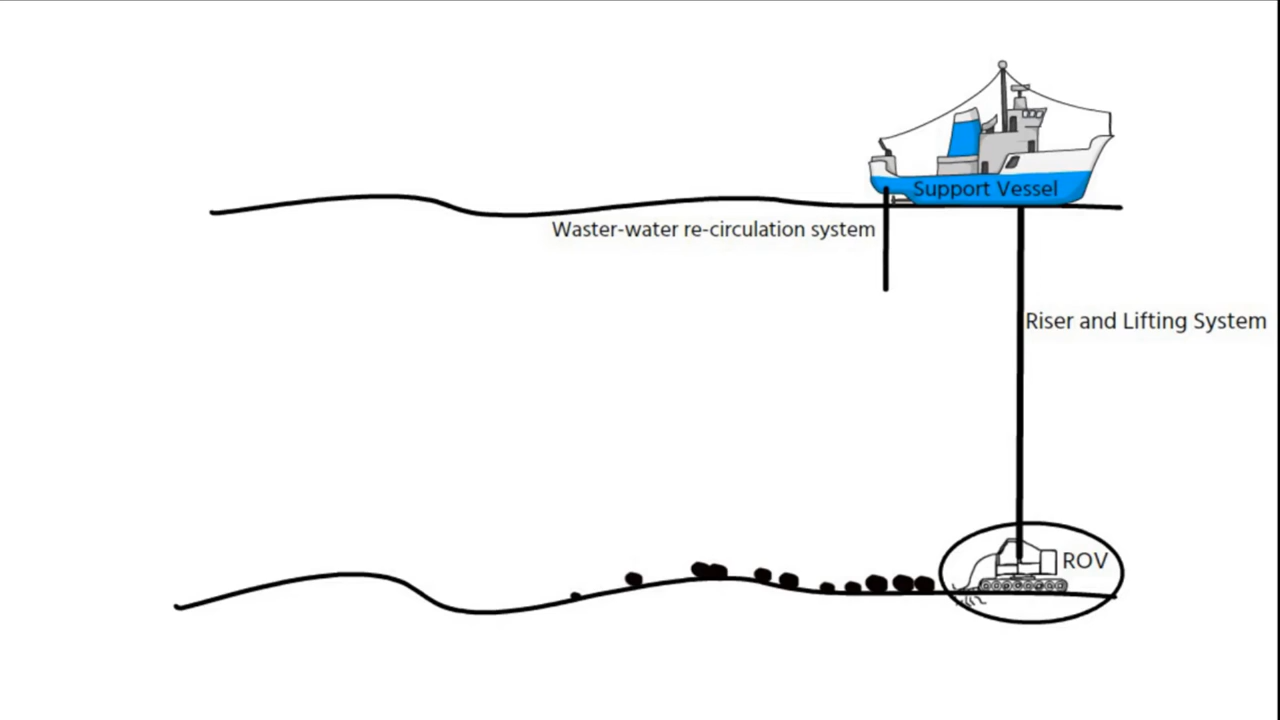 Support Vessel
Waster-water re-circulation system
Riser and Lifting System
ROV